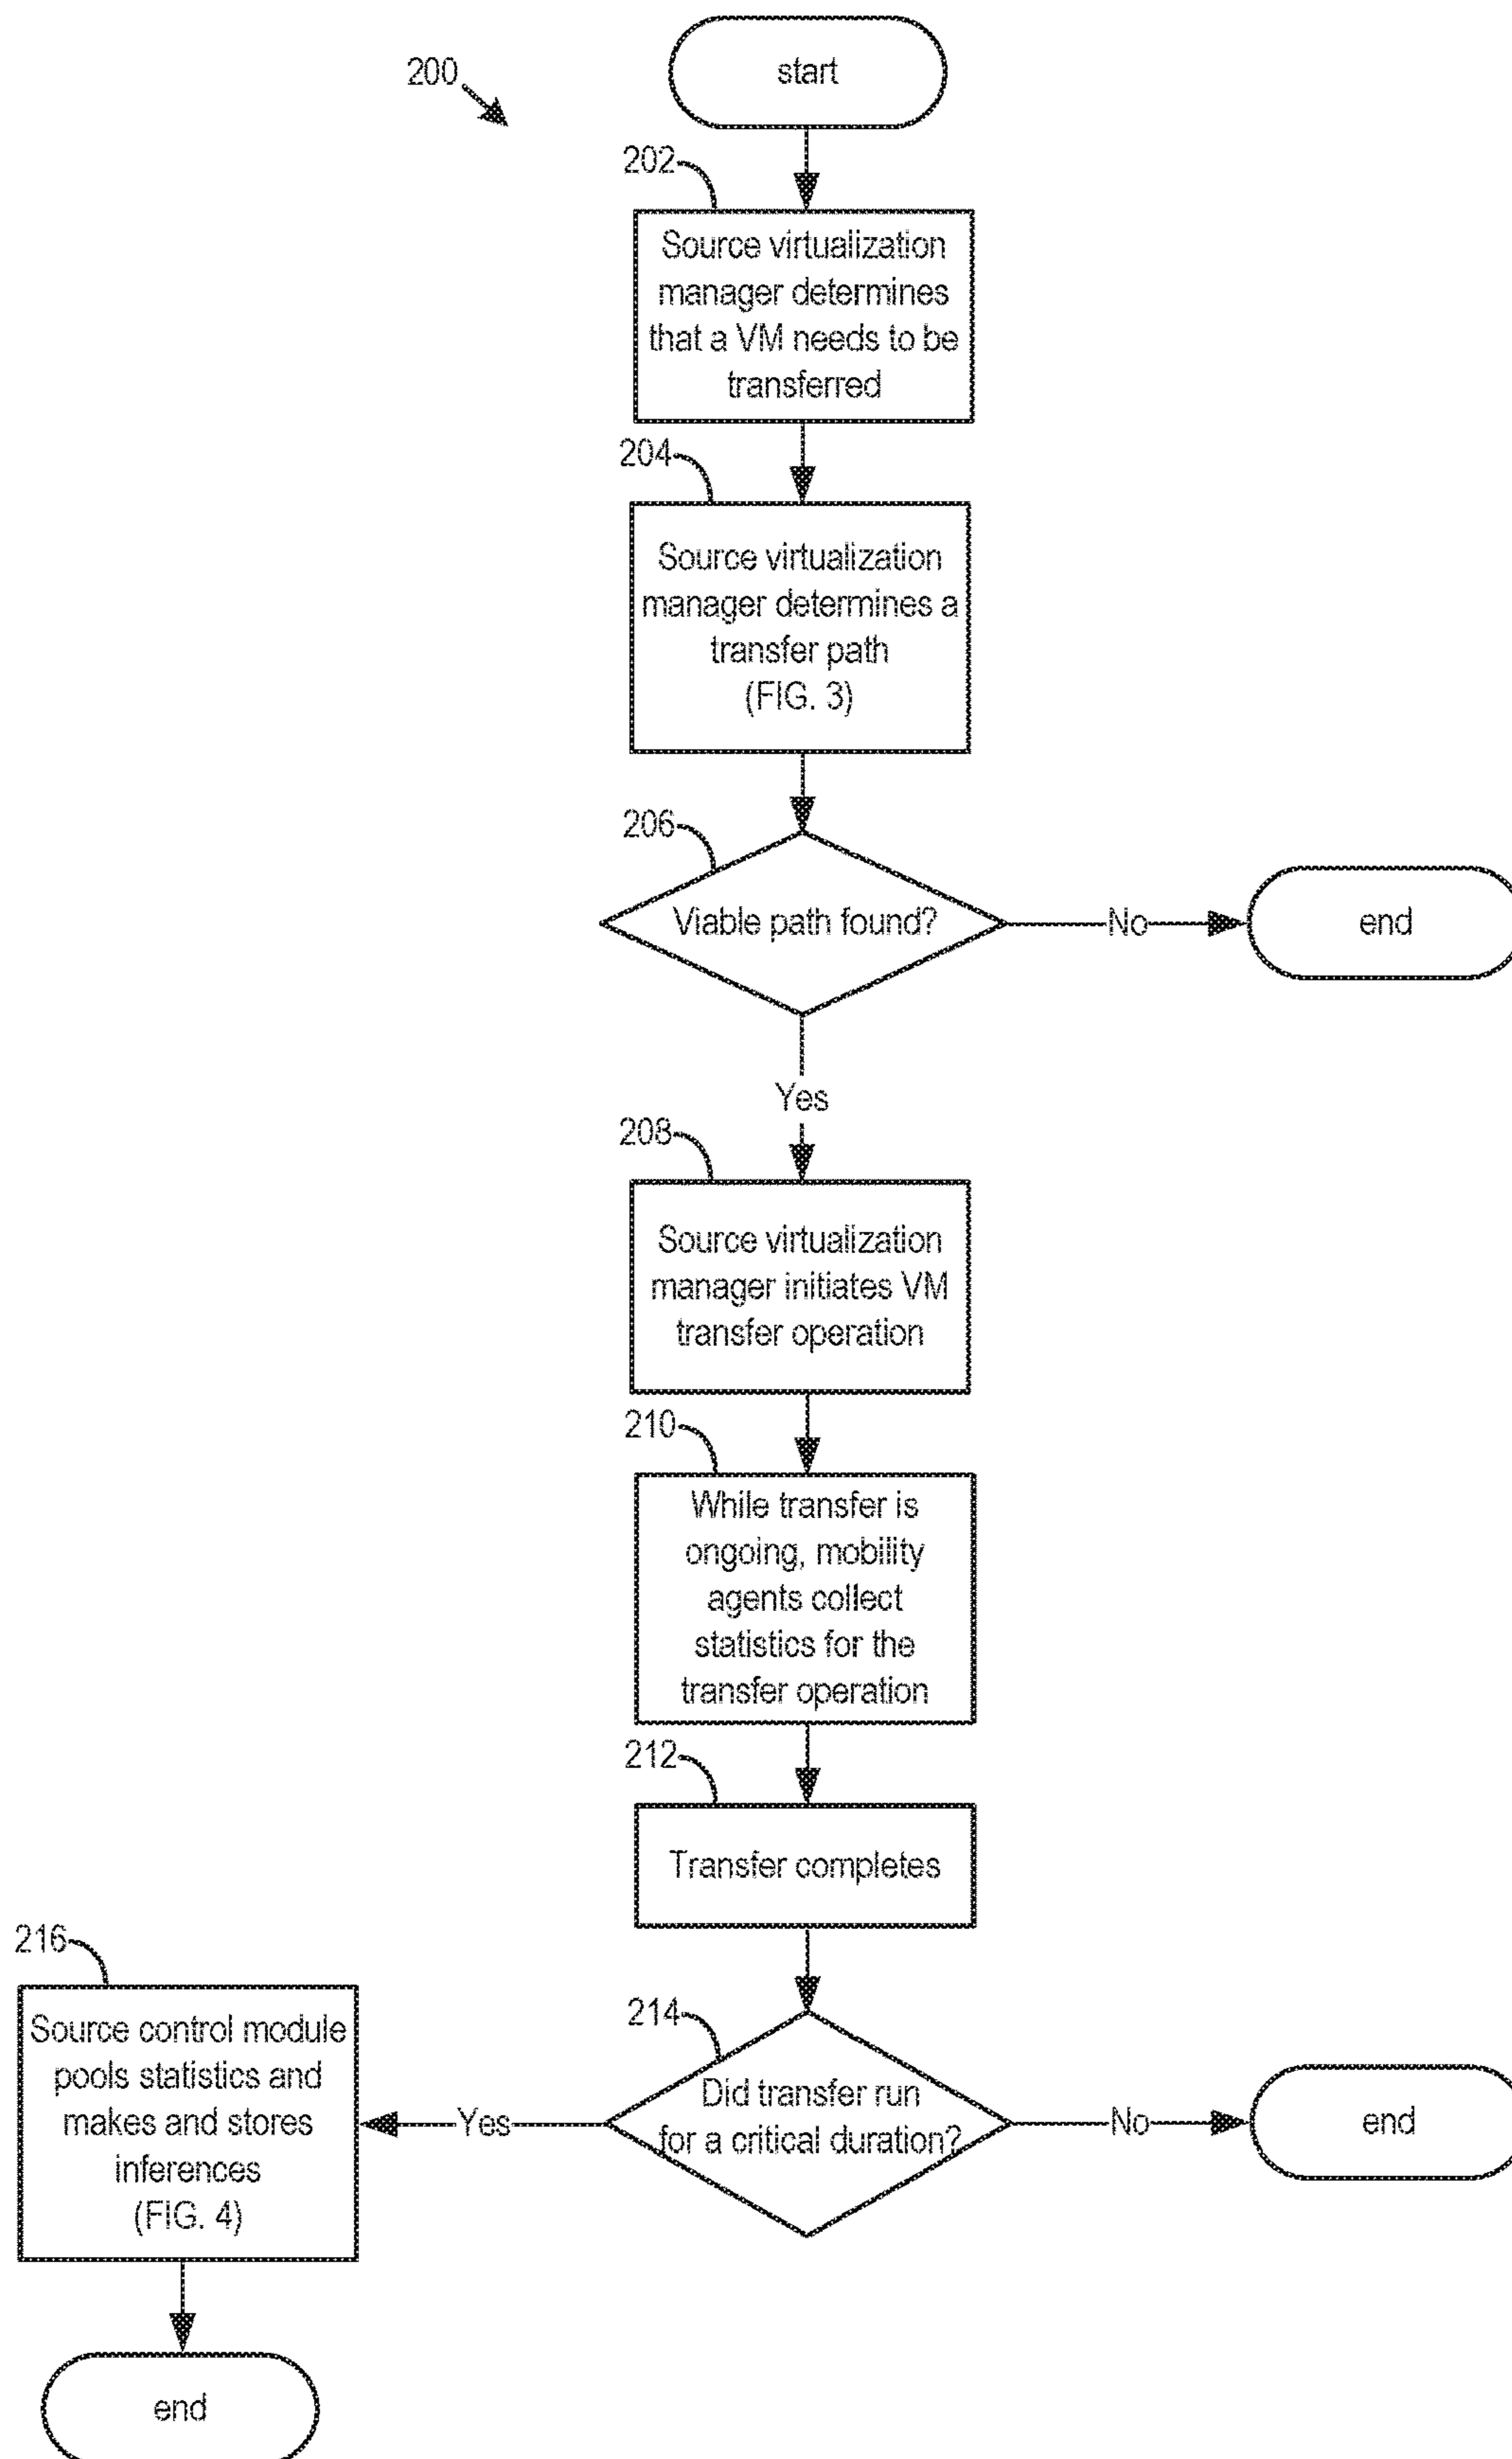 200
start
202
Source virtualization
manager determines
that a VM needs to be
transferred
204
Source virtualization
manager determines a
transfer path
(FIG. 3)
206
Viable path found?
No
end
Yes
208
Source virtualization
manager initiates VM
transfer operation
210
While transfer is
ongoing, mobility
agents collect
statistics for the
transfer operation
212
Transfer completes
214
Did transfer run
for a critical duration?
No
end
Yes
216
Source control module
pools statistics and
makes and stores
inferences
(FIG. 4)
end